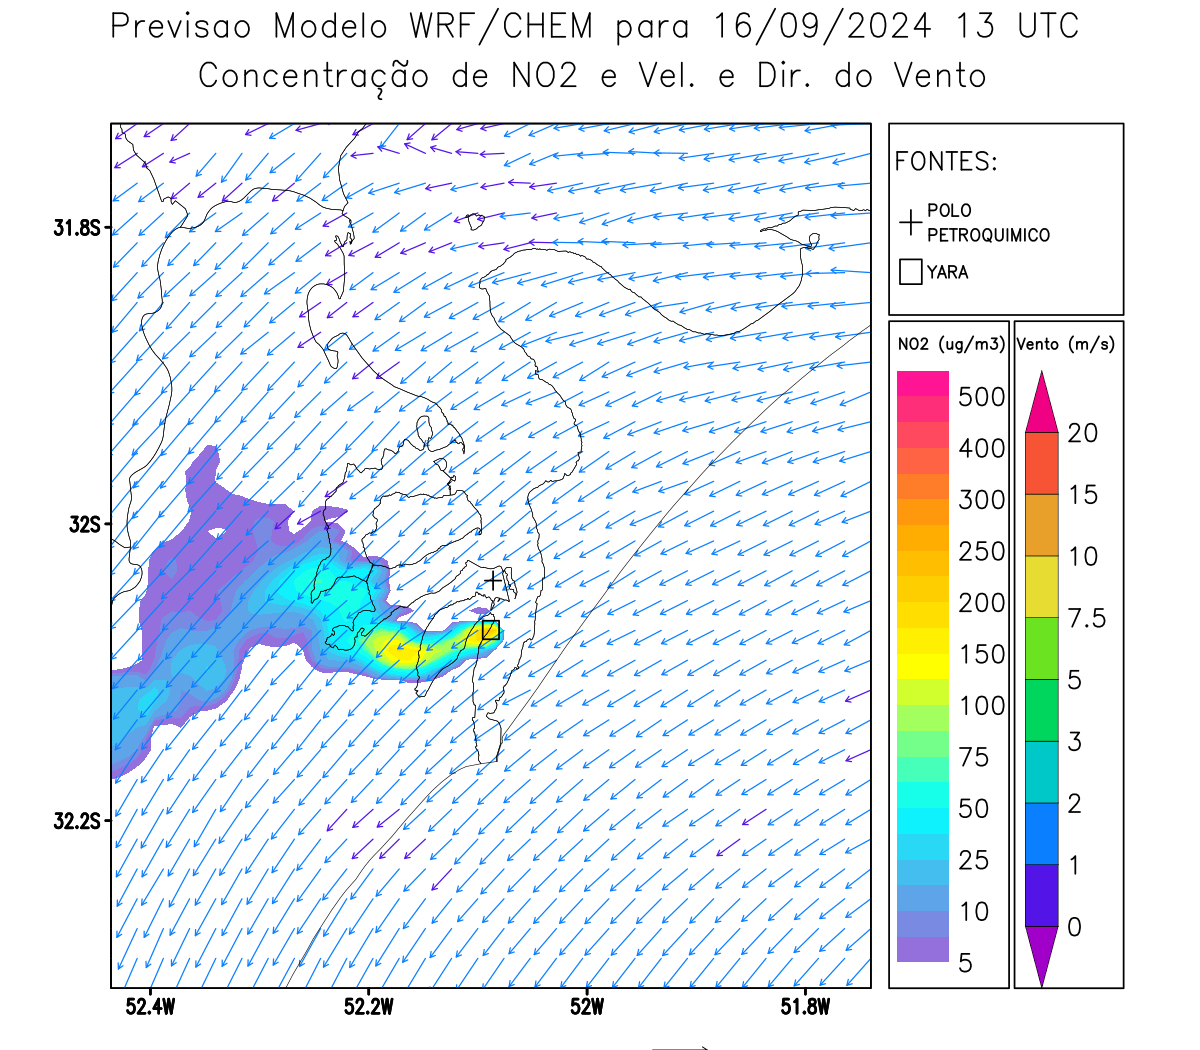 Previsao Modelo WRF/CHEM para 16/09/2024 13 UTC
Concentração de NO2 e Vel. e Dir. do Vento
FONTES:
POLO
PETROQUIMICO
YARA
NO2 (ug/m3)
500
400
300
250
200
150
100
75
50
25
10
5
Vento (m/s)
20
15
10
7.5
5
3
2
1
0
31.8S
32S
32.2S
52.4W 52.2W 52W 51.8W